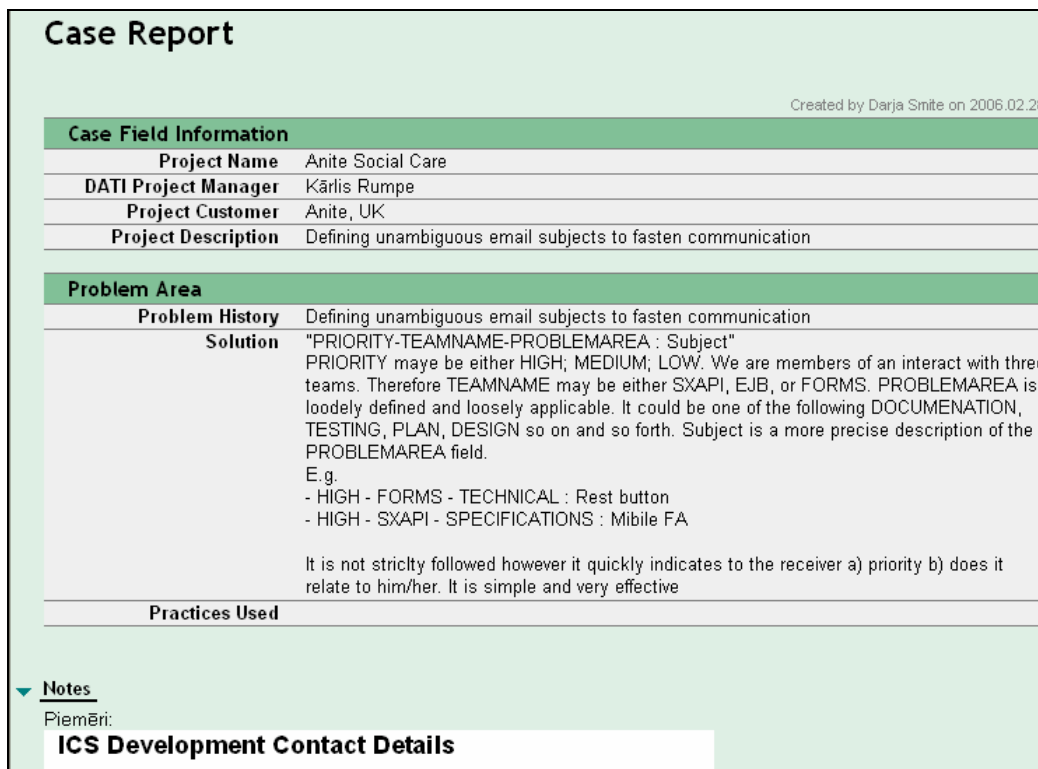 Case Report
Created by Darja Smite on 2006.02.2
Case Field Information
Project Name Anite Social Care
DATI Project Manager Kārlis Rumpe
Project Customer Anite, UK
Project Description Defining unambiguous email subjects to fasten communication
Problem Area
Problem History Defining unambiguous email subjects to fasten communication
Solution "PRIORITY-TEAMNAME-PROBLEMAREA : Subject"
PRIORITY maye be either HIGH; MEDIUM; LOW. We are members of an interact with three
teams. Therefore TEAMNAME may be either SXAPI, EJB, or FORMS. PROBLEMAREA is
loodely defined and loosely applicable. It could be one of the following DOCUMENATION,
TESTING, PLAN, DESIGN so on and so forth. Subject is a more precise description of the
PROBLEMAREA field.
E.g.
- HIGH - FORMS - TECHNICAL : Rest button
- HIGH - SXAPI - SPECIFICATIONS : Mibile FA
It is not striclty followed however it quickly indicates to the receiver a) priority b) does it
relate to him/her. It is simple and very effective
Practices Used
Notes
Piemēri:
ICS Development Contact Details